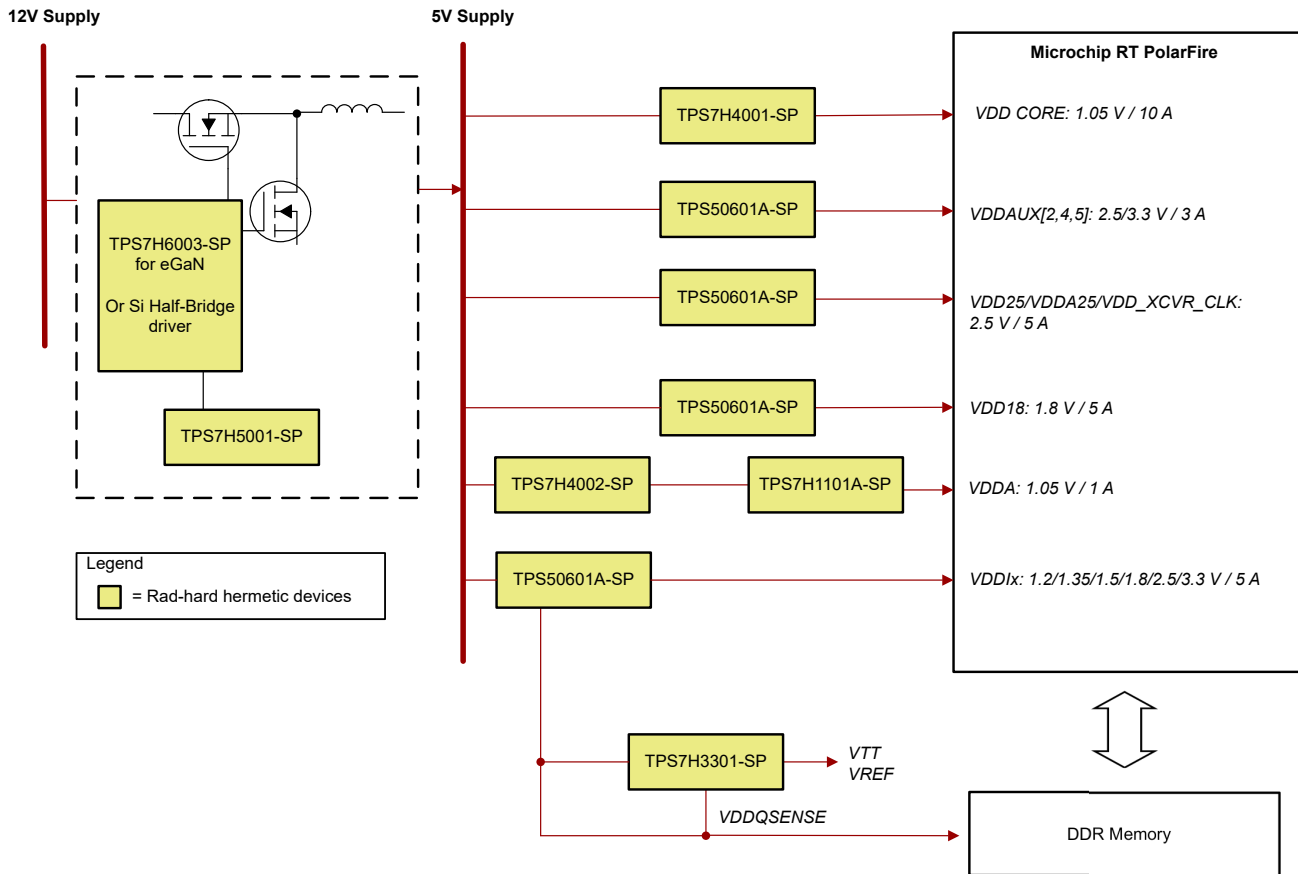 12V Supply
5V Supply
Microchip RT PolarFire
TPS7H4001-SP
VDD CORE: 1.05 V / 10 A
TPS50601A-SP
VDDAUX[2,4,5]: 2.5/3.3 V / 3 A
TPS7H6003-SP
for eGaN
Or Si Half-Bridge
driver
TPS50601A-SP
VDD25/VDDA25/VDD_XCVR_CLK:
2.5 V / 5 A
TPS50601A-SP
VDD18: 1.8 V / 5 A
TPS7H5001-SP
TPS7H4002-SP
TPS7H1101A-SP
VDDA: 1.05 V / 1 A
Legend
= Rad-hard hermetic devices
TPS50601A-SP
VDDIx: 1.2/1.35/1.5/1.8/2.5/3.3 V / 5 A
TPS7H3301-SP
VTT
VREF
VDDQSENSE
DDR Memory